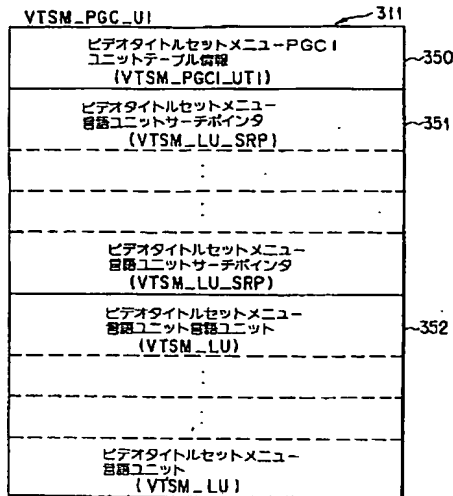 VTSM_PGC_UI
311
ビデオタイトルセットメニューPGCI
ユニットテーブル情報
(VTSM_PGCI_UTI)
350
ビデオタイトルセットメニュー
言語ユニットサーチポインタ
(VTSM_LU_SRP)
351
ビデオタイトルセットメニュー
言語ユニットサーチポインタ
(VTSM_LU_SRP)
ビデオタイトルセットメニュー
言語ユニット言語ユニット
(VTSM_LU)
352
ビデオタイトルセットメニュー
言語ユニット
(VTSM_LU)